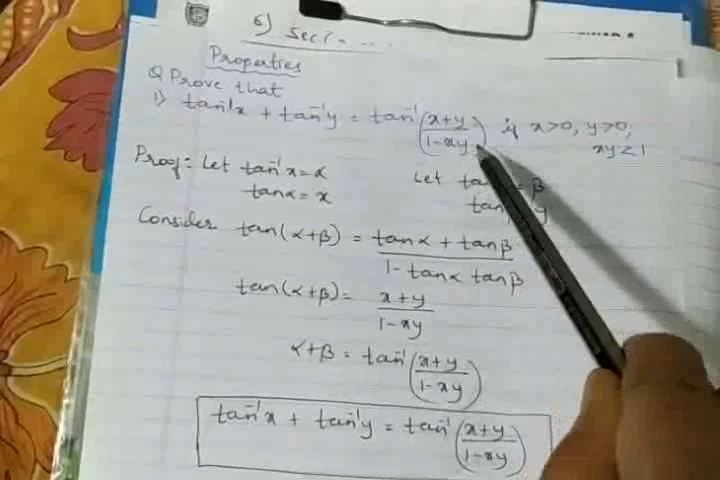 6)
Properties
Q Prove that
1) tan⁻¹x + tan⁻¹y = tan⁻¹((x+y)/(1-xy)) if x>0, y>0, xy<1
Proof: Let tan⁻¹x = α Let tan = β
tanα = x tan y
Consider tan(α+β) = (tanα + tanβ)/(1 - tanα tanβ)
tan(α+β) = (x+y)/(1-xy)
α+β = tan⁻¹((x+y)/(1-xy))
tan⁻¹x + tan⁻¹y = tan⁻¹((x+y)/(1-xy))